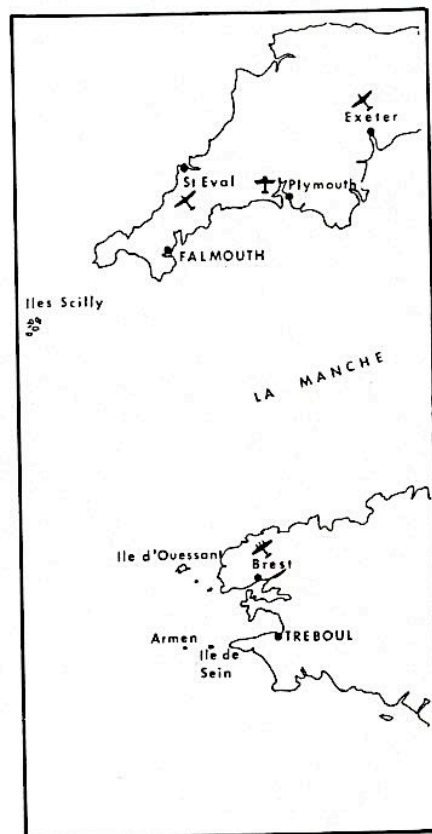 Exeter
St Eval
Plymouth
FALMOUTH
Iles Scilly
LA MANCHE
Ile d'Ouessant
Brest
Armen
Ile de
Sein
TREBOUL